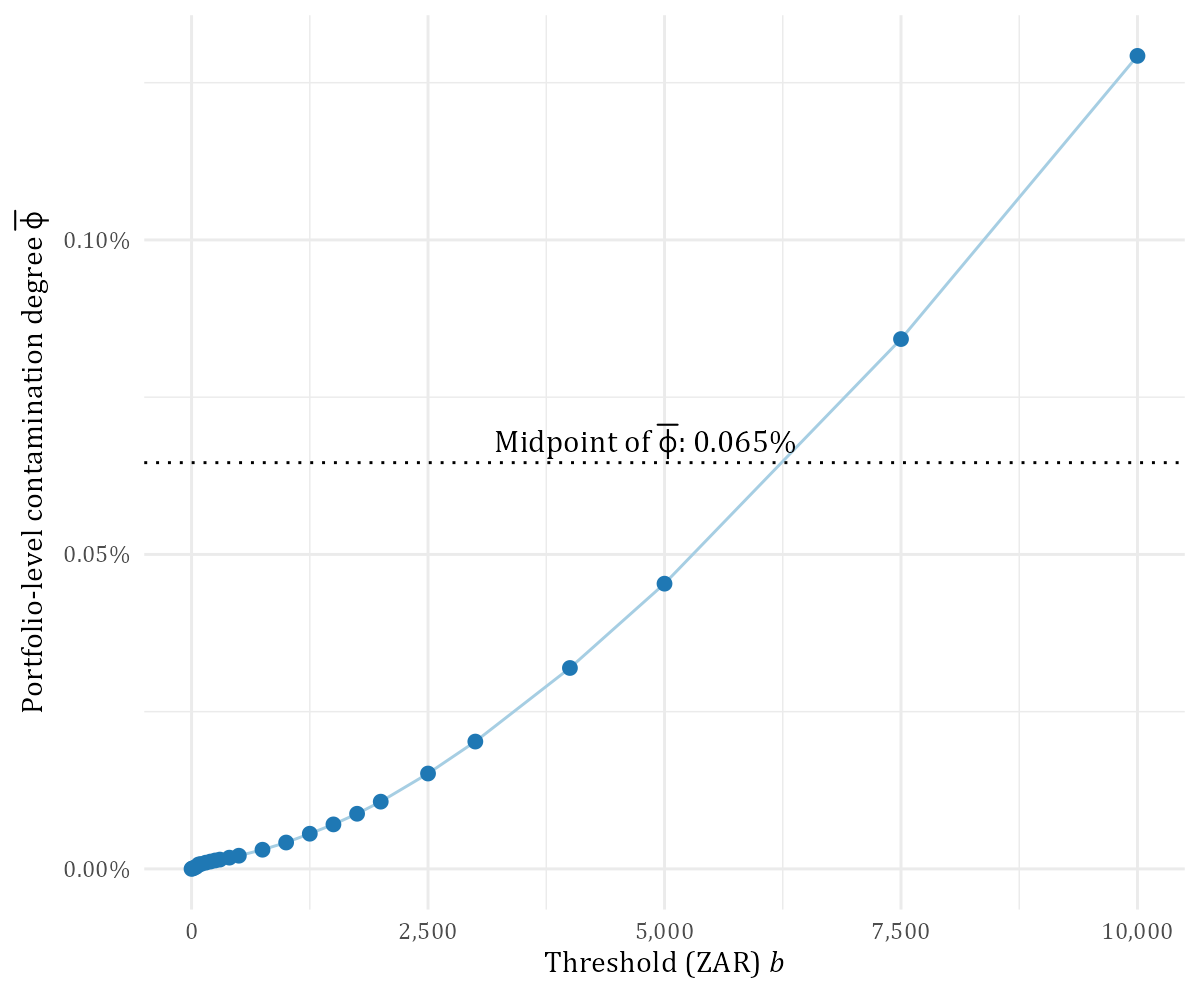 Portfolio-level contamination degree ϕ̅
0.10%
0.05%
0.00%
Midpoint of ϕ̅: 0.065%
0
2,500
5,000
7,500
10,000
Threshold (ZAR) b